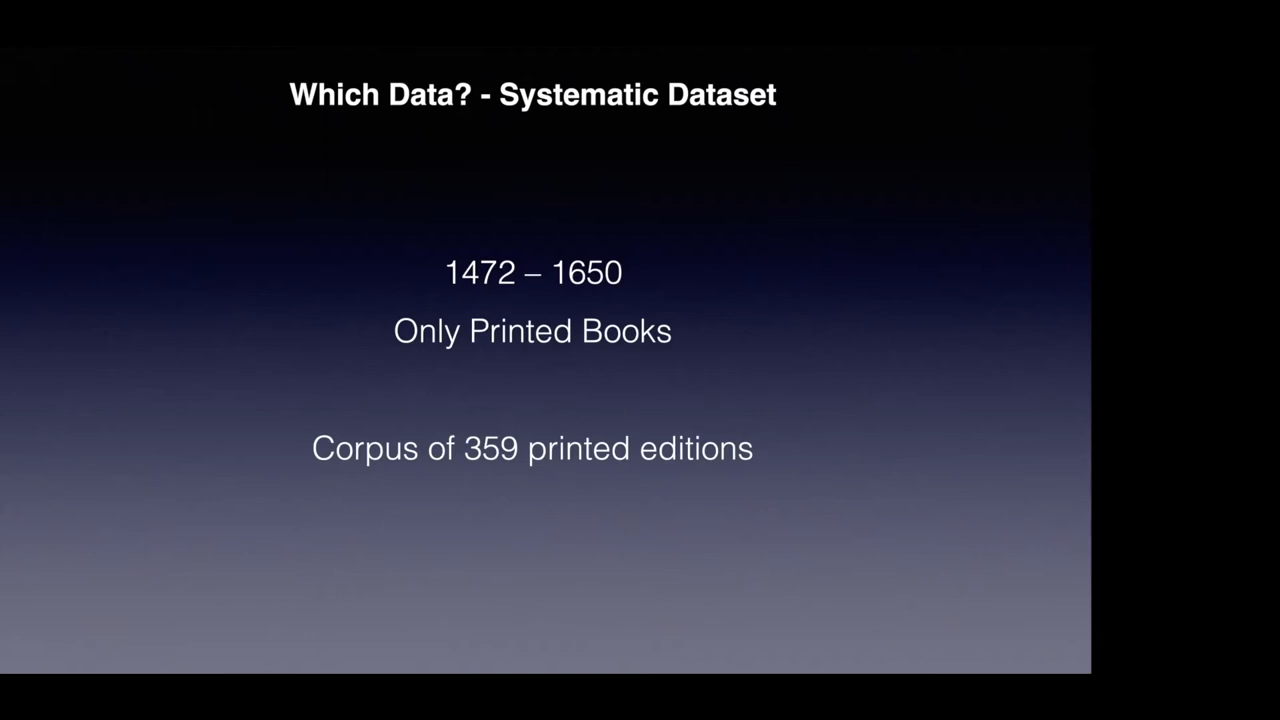 Which Data? - Systematic Dataset
1472 – 1650
Only Printed Books
Corpus of 359 printed editions